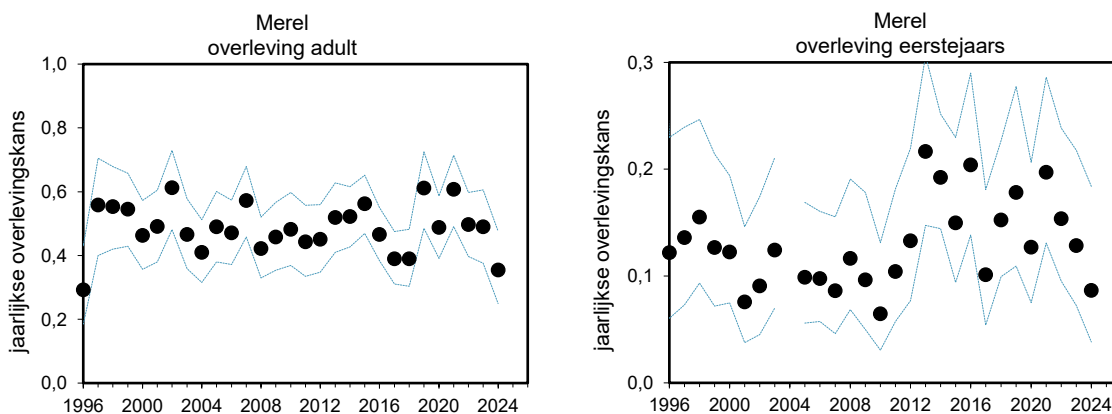 Merel
overleving adult
jaarlijkse overlevingskans
1,0
0,8
0,6
0,4
0,2
0,0
1996 2000 2004 2008 2012 2016 2020 2024
Merel
overleving eerstejaars
jaarlijkse overlevingskans
0,3
0,2
0,1
0,0
1996 2000 2004 2008 2012 2016 2020 2024